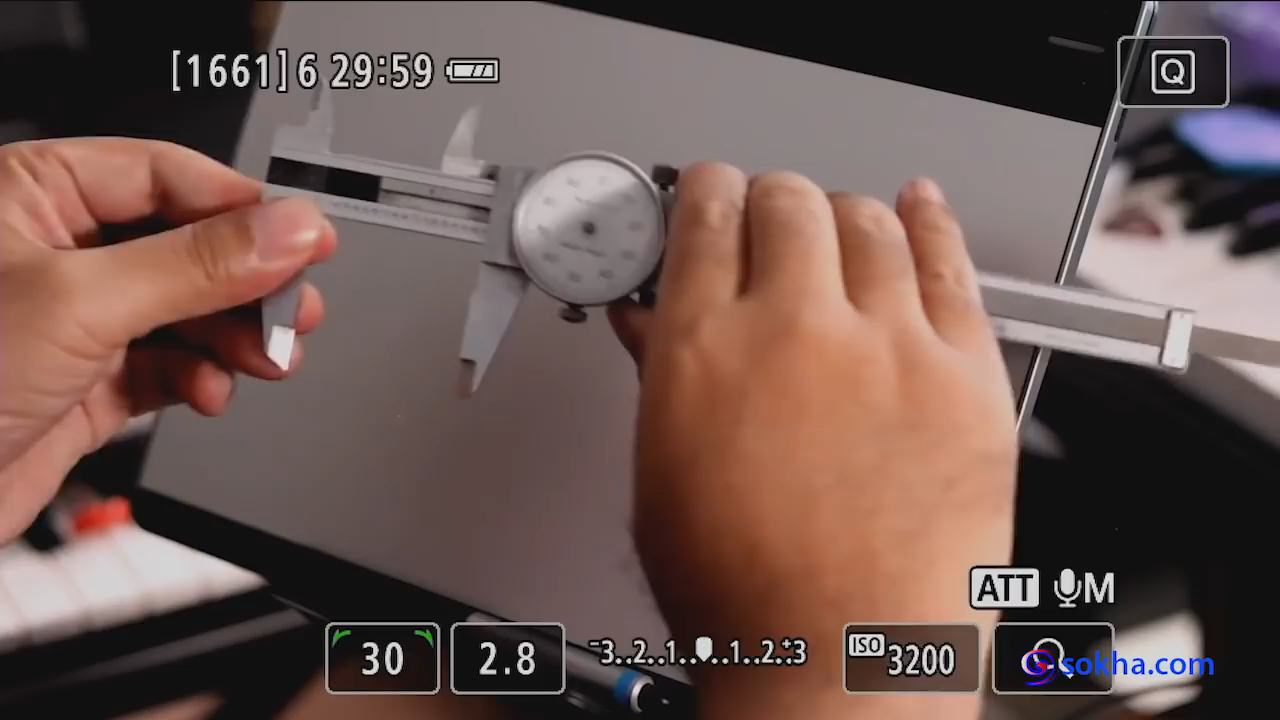 [1661] 6 29:59
Q
ATT M
30 2.8 -3..2..1....1..2..+3 ISO 3200
sokha.com